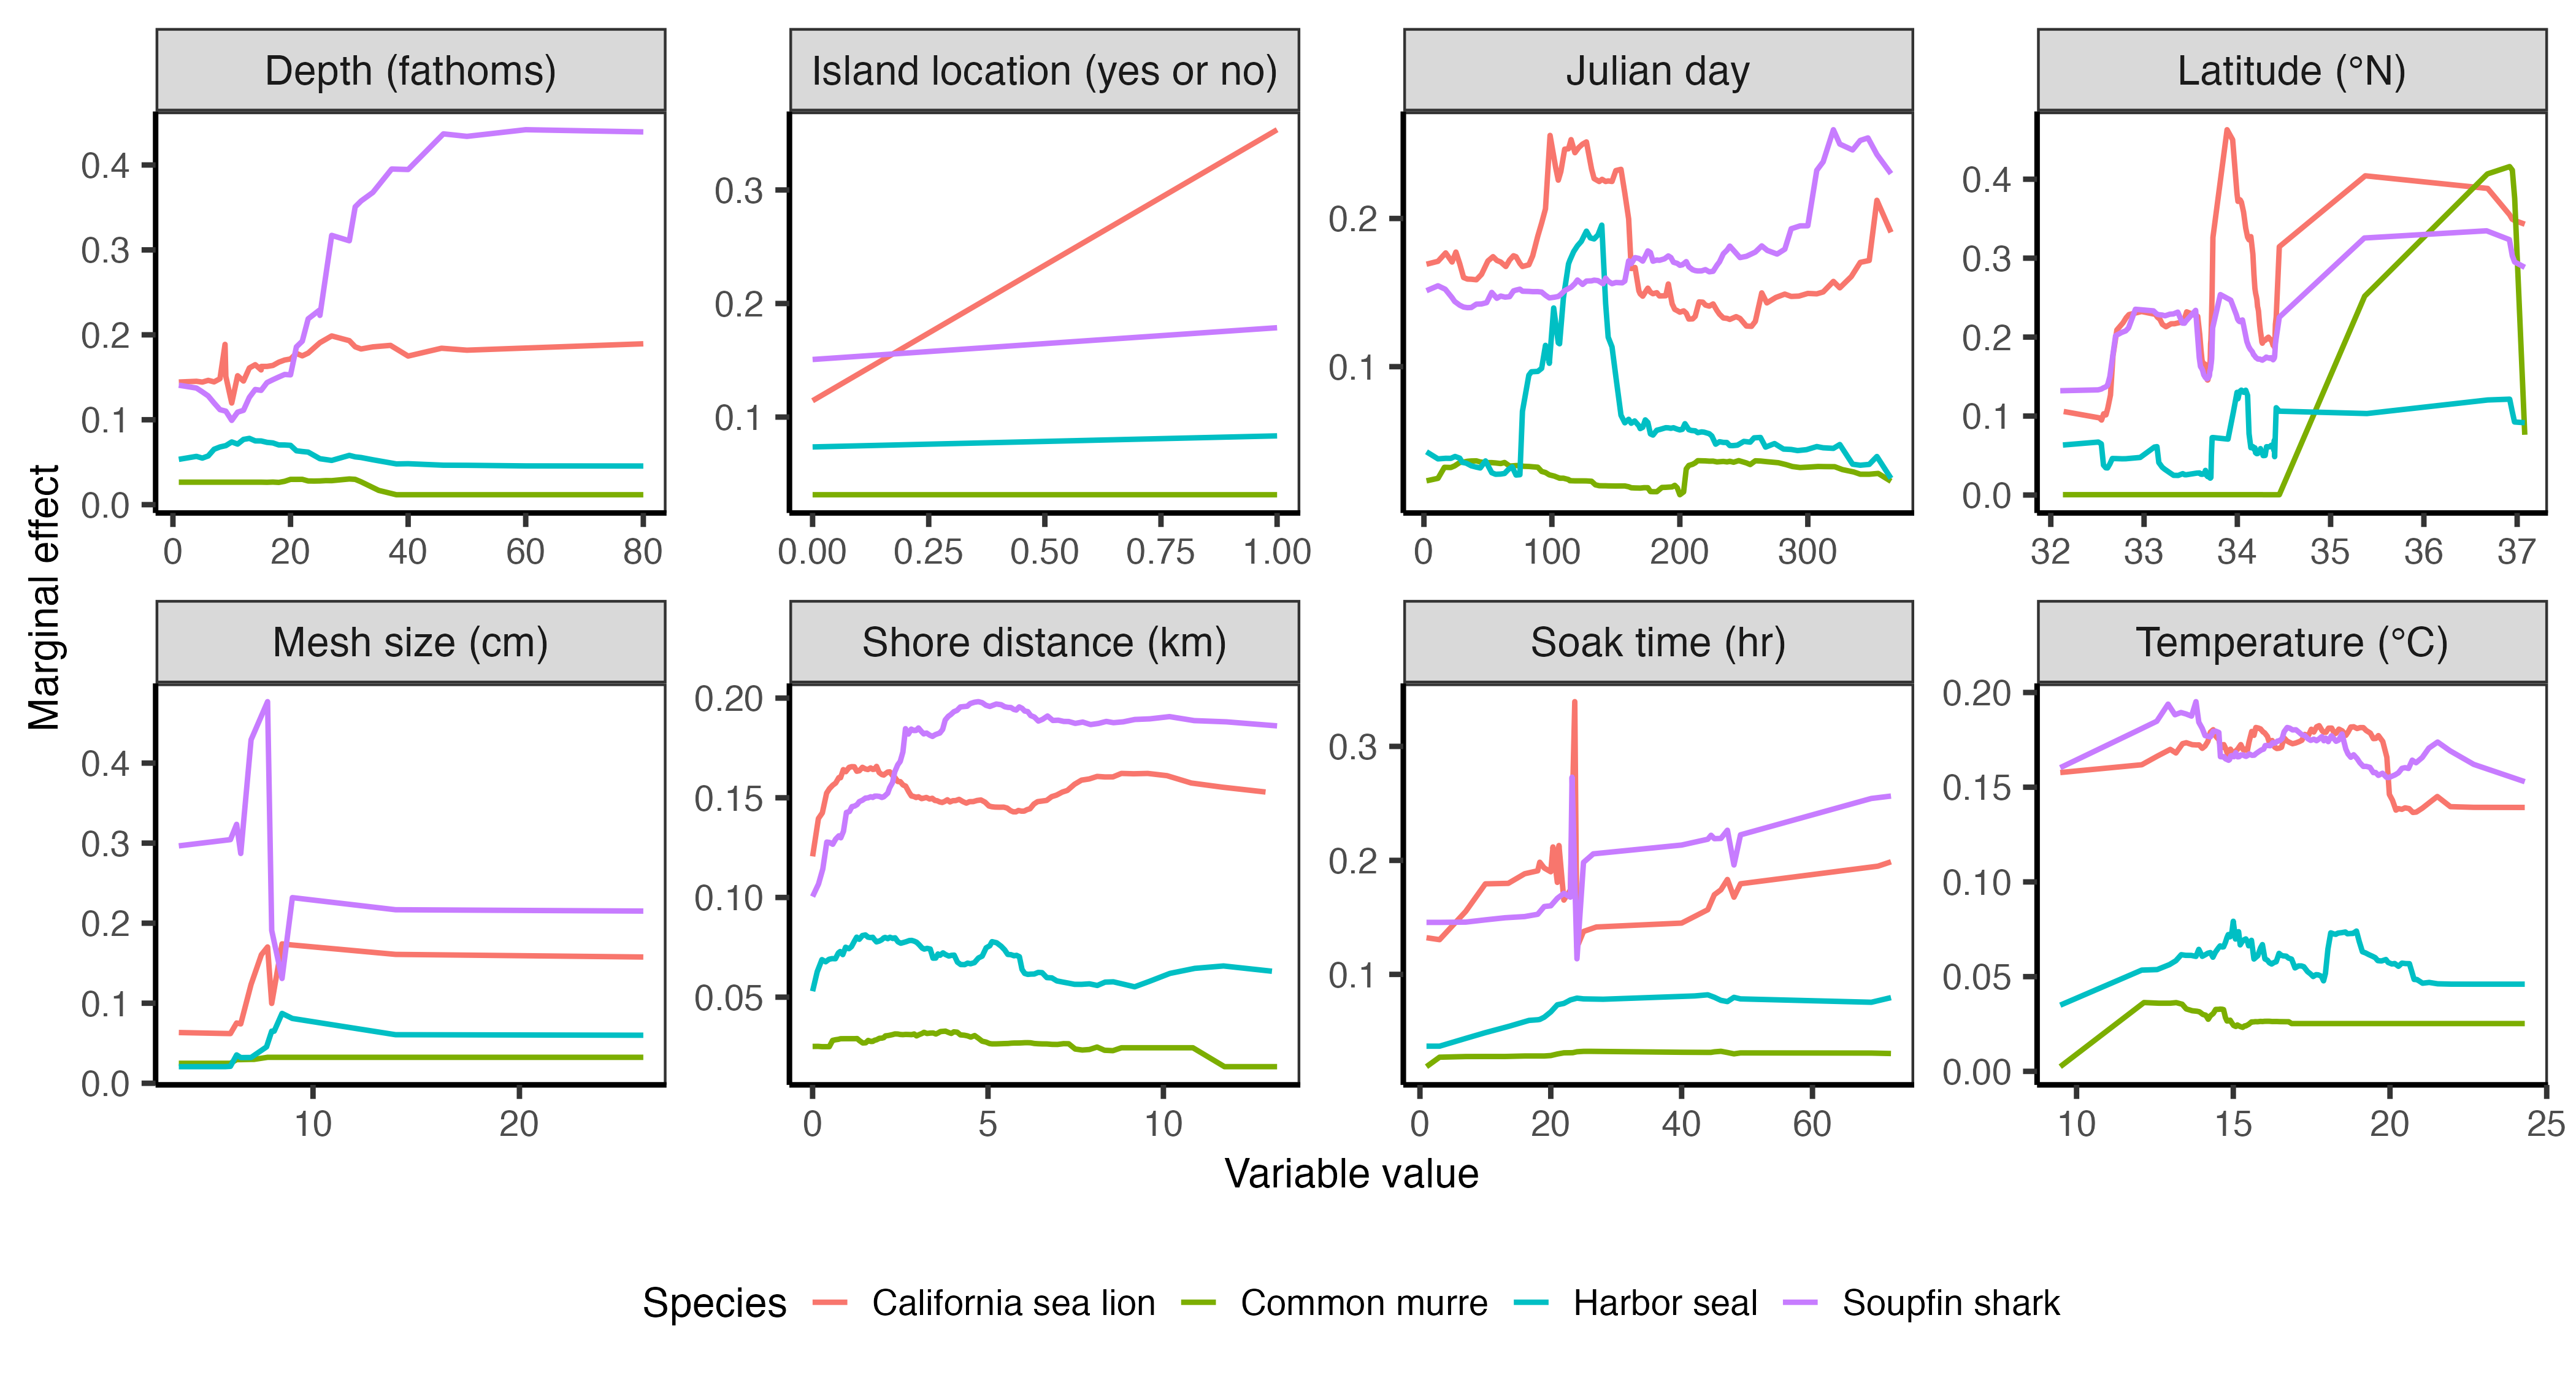 Depth (fathoms) Island location (yes or no) Julian day Latitude (°N)
0.4
0.3
0.2
0.1
0.0
0 20 40 60 80
0.3
0.2
0.1
0.00 0.25 0.50 0.75 1.00
0.2
0.1
0 100 200 300
0.4
0.3
0.2
0.1
0.0
32 33 34 35 36 37
Marginal effect
Mesh size (cm) Shore distance (km) Soak time (hr) Temperature (°C)
0.4
0.3
0.2
0.1
0.0
10 20
0.20
0.15
0.10
0.05
0 5 10
0.3
0.2
0.1
0 20 40 60
0.20
0.15
0.10
0.05
0.00
10 15 20 25
Variable value
Species California sea lion Common murre Harbor seal Soupfin shark